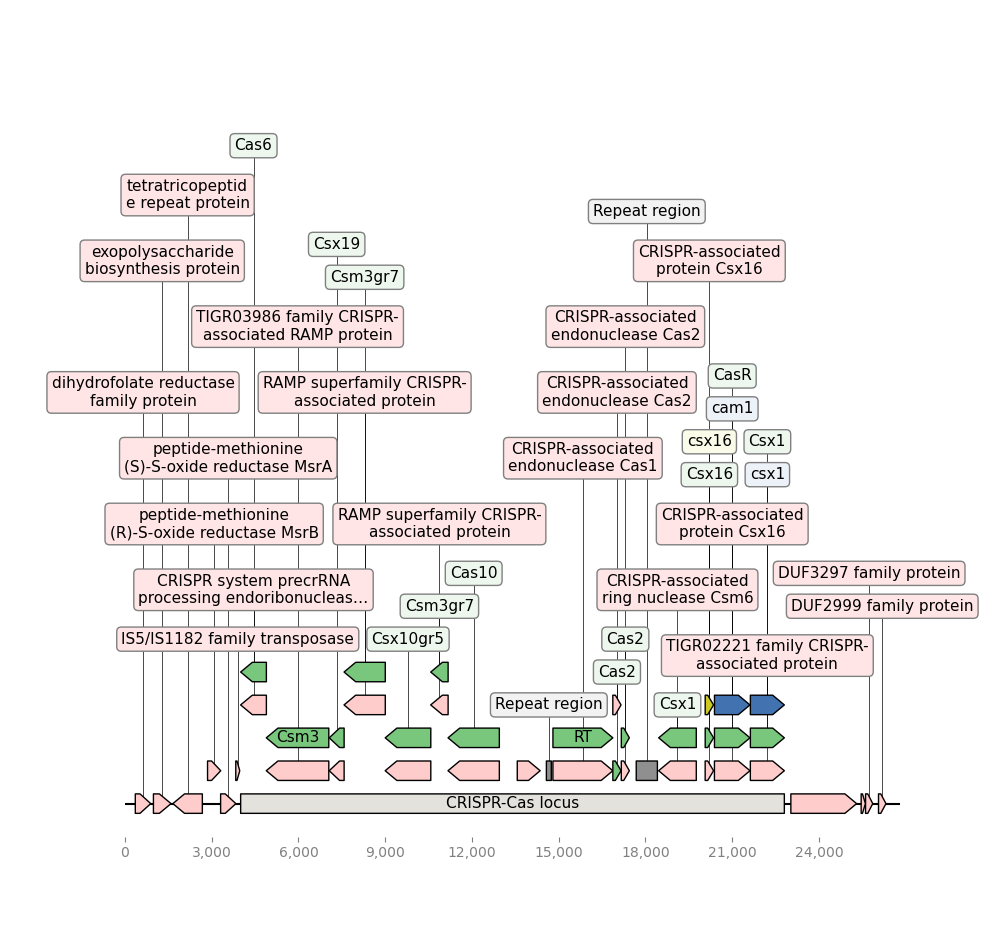 Cas6
tetratricopeptid
e repeat protein
Repeat region
Csx19
exopolysaccharide
biosynthesis protein
CRISPR-associated
protein Csx16
Csm3gr7
TIGR03986 family CRISPR-
associated RAMP protein
CRISPR-associated
endonuclease Cas2
CasR
dihydrofolate reductase
family protein
RAMP superfamily CRISPR-
associated protein
CRISPR-associated
endonuclease Cas2
cam1
csx16
Csx1
peptide-methionine
(S)-S-oxide reductase MsrA
CRISPR-associated
endonuclease Cas1
Csx16
csx1
peptide-methionine
(R)-S-oxide reductase MsrB
RAMP superfamily CRISPR-
associated protein
CRISPR-associated
protein Csx16
Cas10
DUF3297 family protein
CRISPR system precrRNA
processing endoribonucleas...
Csm3gr7
CRISPR-associated
ring nuclease Csm6
DUF2999 family protein
IS5/IS1182 family transposase
Csx10gr5
Cas2
TIGR02221 family CRISPR-
associated protein
Cas2
Repeat region
Csx1
Csm3
RT
CRISPR-Cas locus
0
3,000
6,000
9,000
12,000
15,000
18,000
21,000
24,000